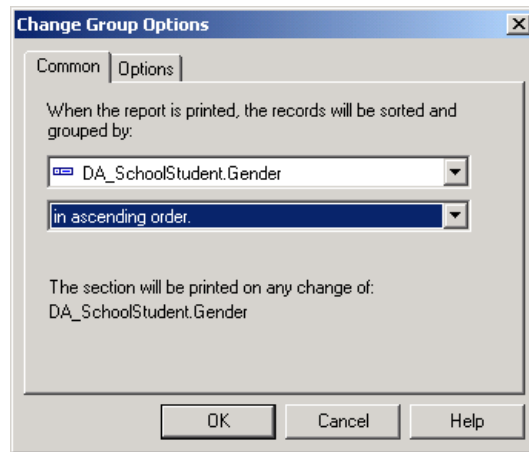 Change Group Options
Common
Options
When the report is printed, the records will be sorted and
grouped by:
DA_SchoolStudent.Gender
in ascending order.
The section will be printed on any change of:
DA_SchoolStudent.Gender
OK
Cancel
Help